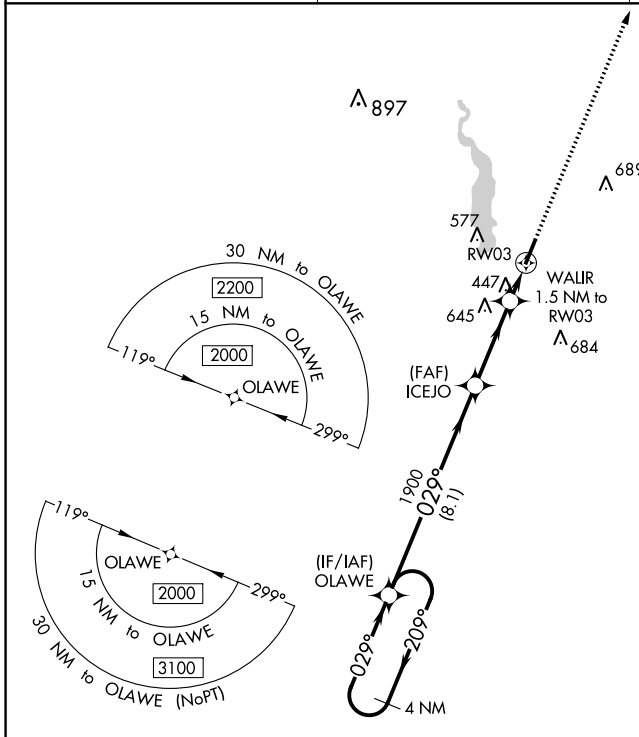 897
689
577
RW03
447
WALIR
1.5 NM to
RW03
645
684
30 NM to OLAWE
2200
15 NM to OLAWE
2000
119°
OLAWE
299°
(FAF)
ICEJO
1900
029°
(8.1)
119°
OLAWE
299°
2000
15 NM to OLAWE
3100
30 NM to OLAWE (NoPT)
(IF/IAF)
OLAWE
029°
209°
4 NM